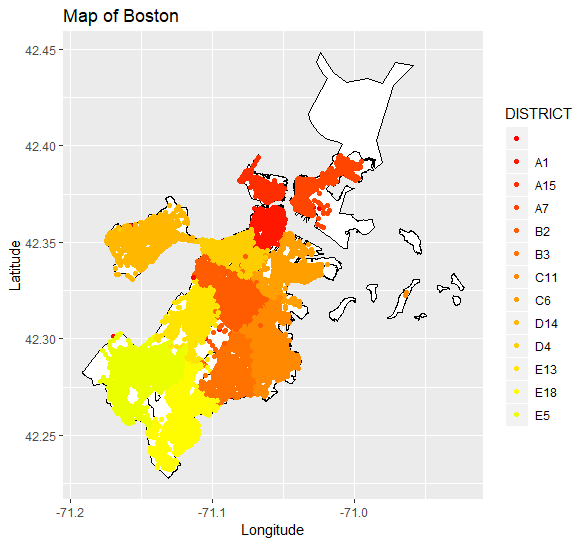 Map of Boston
42.45
42.40
42.35
42.30
42.25
-71.2
-71.1
-71.0
Latitude
Longitude
DISTRICT
A1
A15
A7
B2
B3
C11
C6
D14
D4
E13
E18
E5